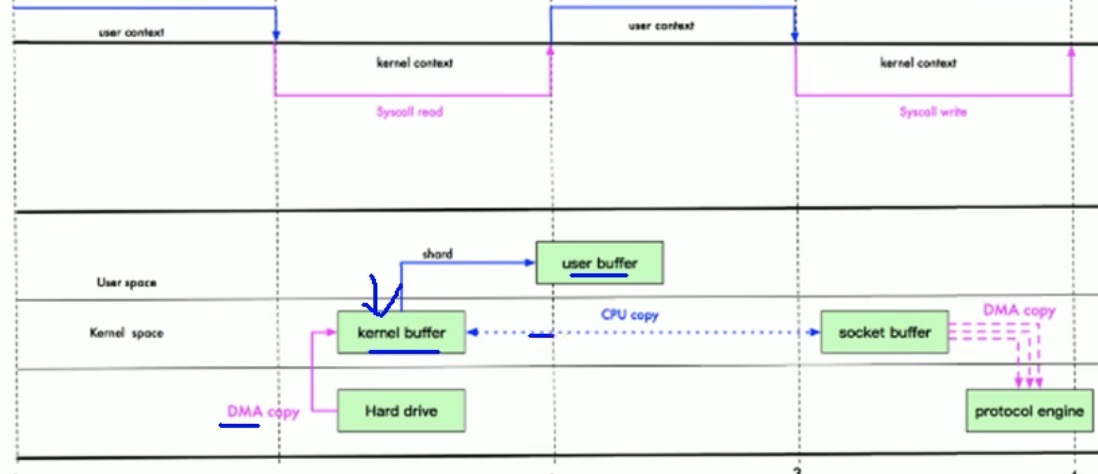 user context
user context
kernel context
kernel context
Syscall read
Syscall write
shard
user buffer
User space
CPU copy
DMA copy
Kernel space
kernel buffer
socket buffer
DMA copy
Hard drive
protocol engine